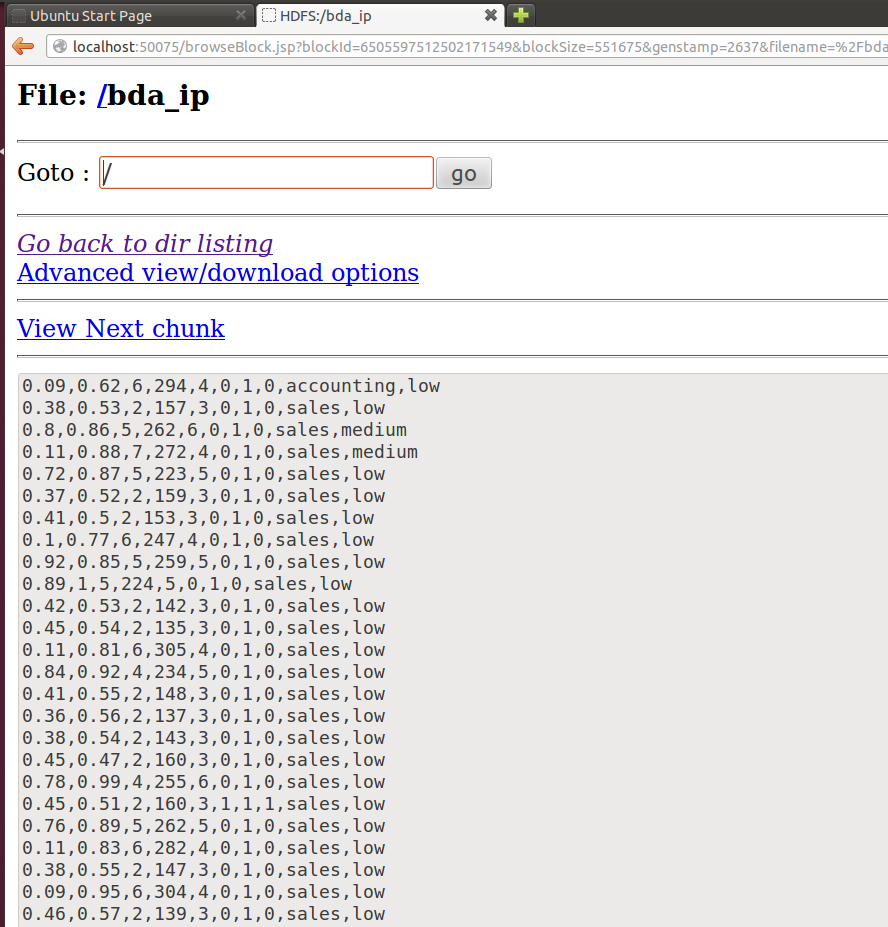 Ubuntu Start Page
HDFS:/bda_ip
localhost:50075/browseBlock.jsp?blockId=6505597512502171549&blockSize=551675&genstamp=2637&filename=%2Fbda
File: /bda_ip
Goto : / go
Go back to dir listing
Advanced view/download options
View Next chunk
0.09,0.62,6,294,4,0,1,0,accounting,low
0.38,0.53,2,157,3,0,1,0,sales,low
0.8,0.86,5,262,6,0,1,0,sales,medium
0.11,0.88,7,272,4,0,1,0,sales,medium
0.72,0.87,5,223,5,0,1,0,sales,low
0.37,0.52,2,159,3,0,1,0,sales,low
0.41,0.5,2,153,3,0,1,0,sales,low
0.1,0.77,6,247,4,0,1,0,sales,low
0.92,0.85,5,259,5,0,1,0,sales,low
0.89,1,5,224,5,0,1,0,sales,low
0.42,0.53,2,142,3,0,1,0,sales,low
0.45,0.54,2,135,3,0,1,0,sales,low
0.11,0.81,6,305,4,0,1,0,sales,low
0.84,0.92,4,234,5,0,1,0,sales,low
0.41,0.55,2,148,3,0,1,0,sales,low
0.36,0.56,2,137,3,0,1,0,sales,low
0.38,0.54,2,143,3,0,1,0,sales,low
0.45,0.47,2,160,3,0,1,0,sales,low
0.78,0.99,4,255,6,0,1,0,sales,low
0.45,0.51,2,160,3,1,1,1,sales,low
0.76,0.89,5,262,5,0,1,0,sales,low
0.11,0.83,6,282,4,0,1,0,sales,low
0.38,0.55,2,147,3,0,1,0,sales,low
0.09,0.95,6,304,4,0,1,0,sales,low
0.46,0.57,2,139,3,0,1,0,sales,low